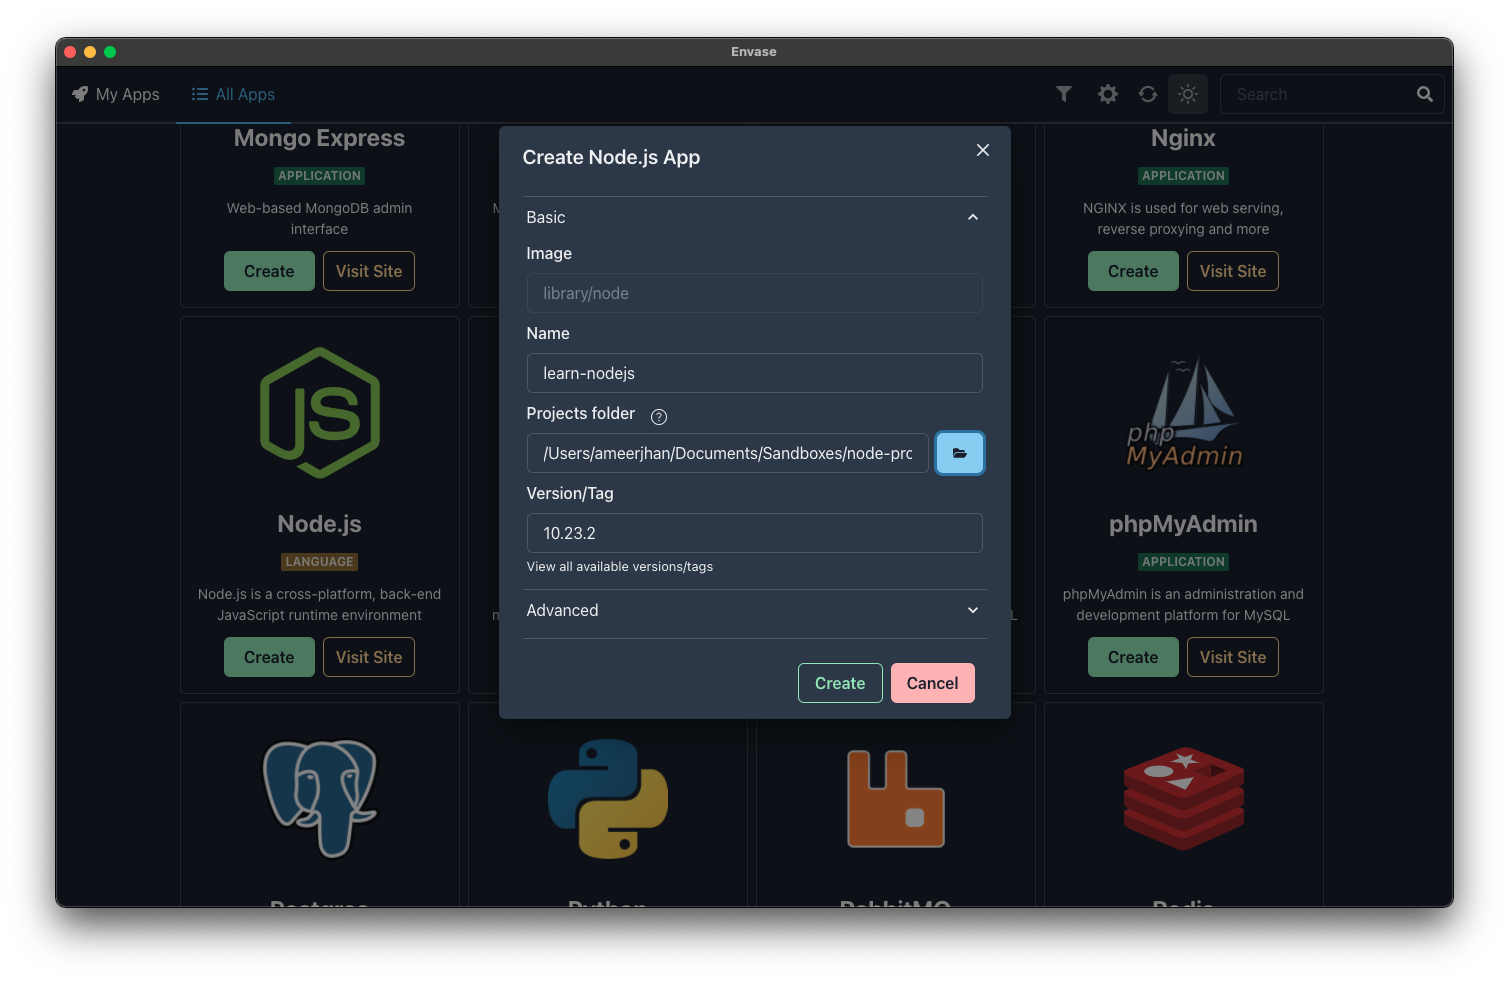 Envase
My Apps
All Apps
Search
Mongo Express
APPLICATION
Web-based MongoDB admin
interface
Create
Visit Site
Nginx
APPLICATION
NGINX is used for web serving,
reverse proxying and more
Create
Visit Site
JS
Node.js
LANGUAGE
Node.js is a cross-platform, back-end
JavaScript runtime environment
Create
Visit Site
php
MyAdmin
phpMyAdmin
APPLICATION
phpMyAdmin is an administration and
development platform for MySQL
Create
Visit Site
Create Node.js App
Basic
Image
library/node
Name
learn-nodejs
Projects folder ?
/Users/ameerjhan/Documents/Sandboxes/node-prc
Version/Tag
10.23.2
View all available versions/tags
Advanced
Create
Cancel
Postgres
Python
RabbitMQ
Redis